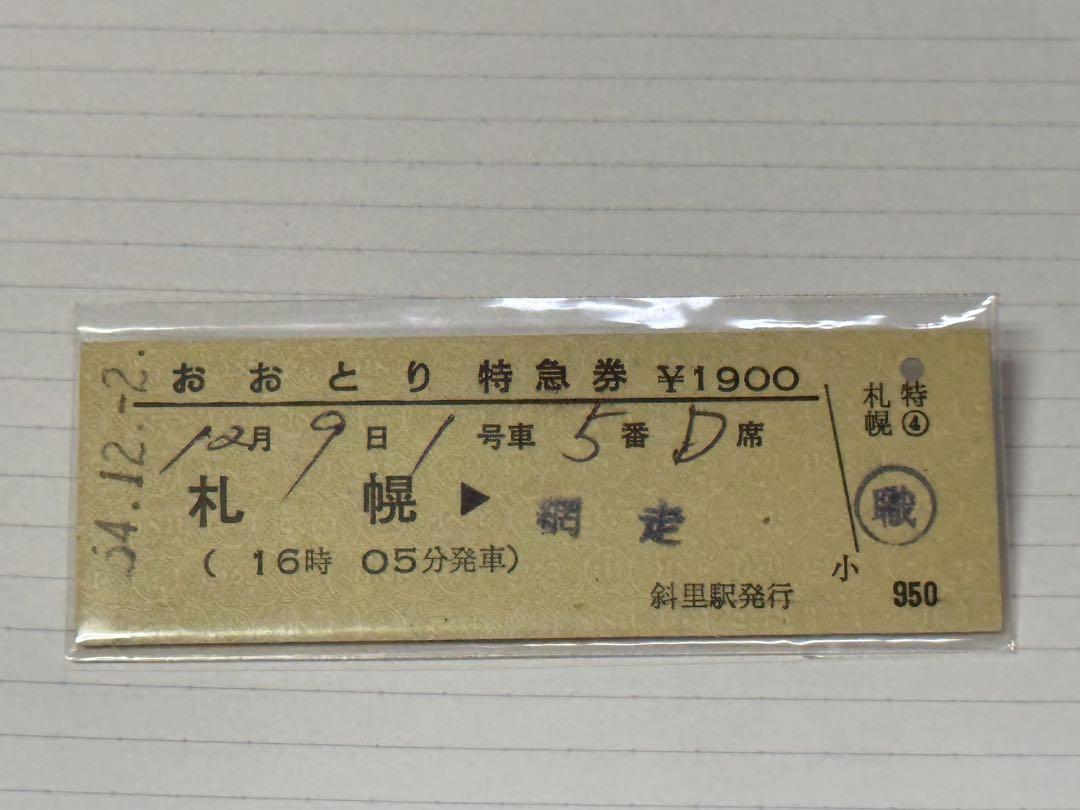 54.12.-2.
おおとり 特急券 ¥1900
12月9日1号車5番D席
札幌▶網走
(16時05分発車)
斜里駅発行
小
特④
札幌
職
950